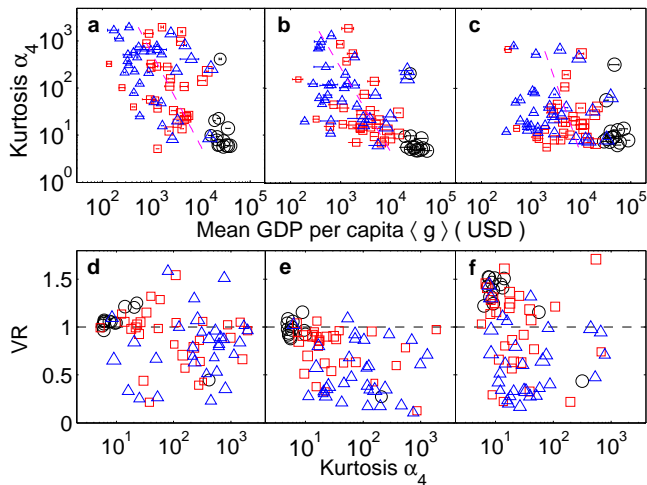 a b c
Kurtosis α₄
10³
10²
10¹
10⁰
10² 10³ 10⁴ 10⁵ 10² 10³ 10⁴ 10⁵ 10² 10³ 10⁴ 10⁵
Mean GDP per capita ⟨ g ⟩ ( USD )
d e f
VR
1.5
1
0.5
0
10¹ 10² 10³ 10¹ 10² 10³ 10¹ 10² 10³
Kurtosis α₄